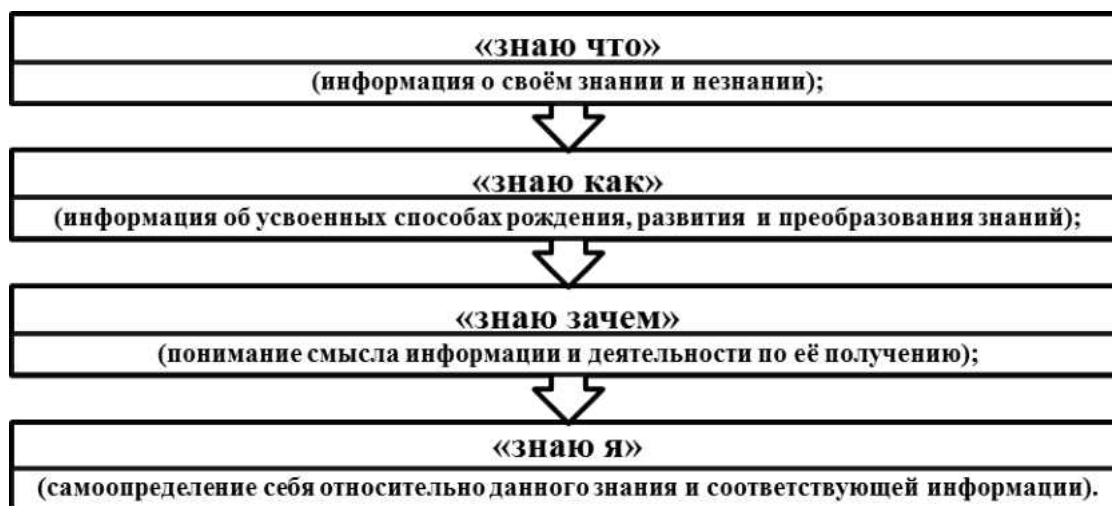 «знаю что»
(информация о своём знании и незнании);
«знаю как»
(информация об усвоенных способах рождения, развития и преобразования знаний);
«знаю зачем»
(понимание смысла информации и деятельности по её получению);
«знаю я»
(самоопределение себя относительно данного знания и соответствующей информации).